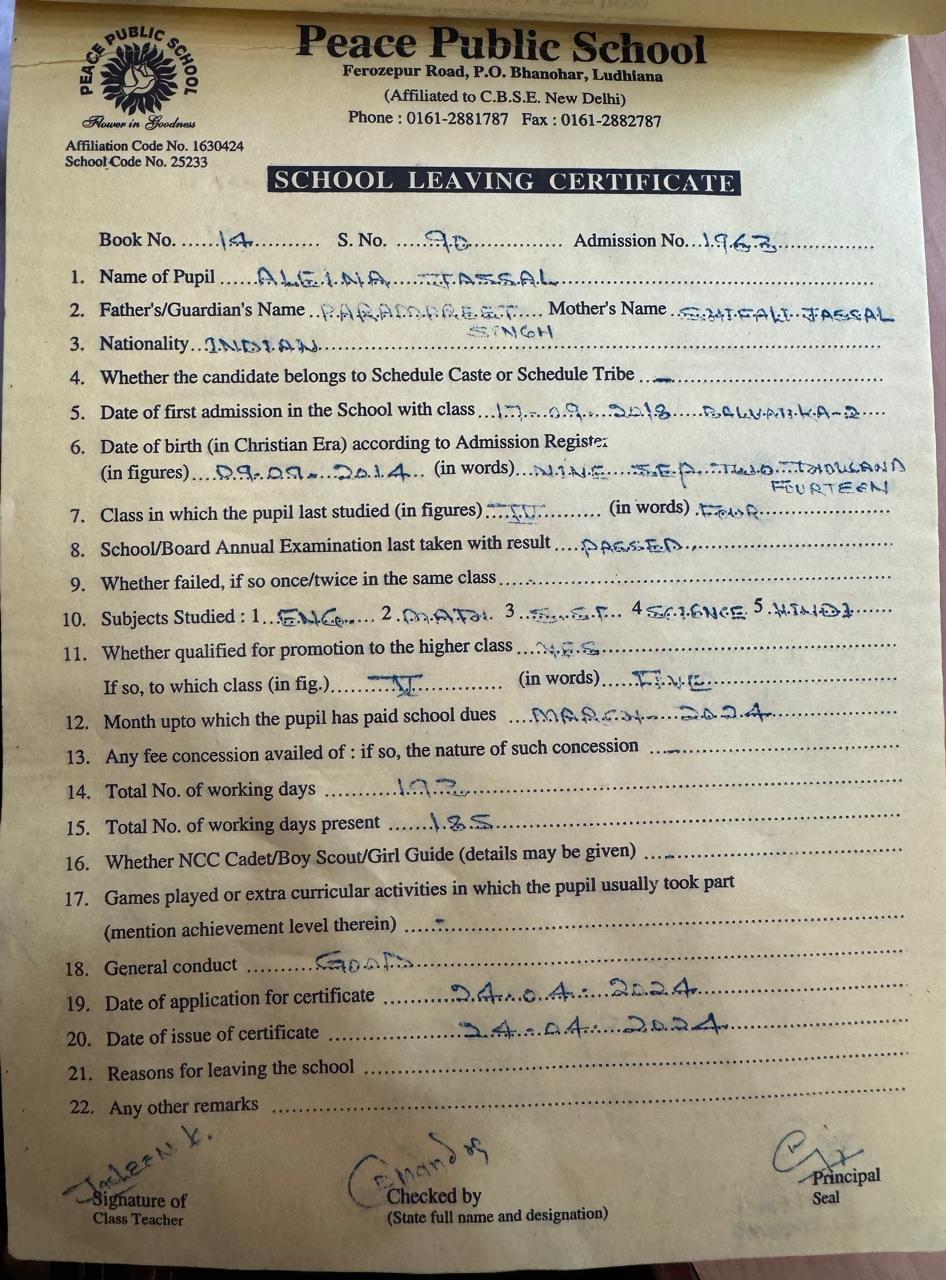 PEACE PUBLIC SCHOOL
Flower in Goodness
Peace Public School
Ferozepur Road, P.O. Bhanohar, Ludhiana
(Affiliated to C.B.S.E. New Delhi)
Phone : 0161-2881787 Fax : 0161-2882787
Affiliation Code No. 1630424
School Code No. 25233
SCHOOL LEAVING CERTIFICATE
Book No. 14 S. No. 90 Admission No. 1963
1. Name of Pupil ALEINA JASSAL
2. Father's/Guardian's Name PARAMPREET SINGH Mother's Name SHIFALI JASSAL
3. Nationality INDIAN
4. Whether the candidate belongs to Schedule Caste or Schedule Tribe –
5. Date of first admission in the School with class 17-09-2018 BALVATIKA-2
6. Date of birth (in Christian Era) according to Admission Register
(in figures) 09-09-2014 (in words) NINE SEP. TWO THOUSAND FOURTEEN
7. Class in which the pupil last studied (in figures) IV (in words) FOUR
8. School/Board Annual Examination last taken with result PASSED
9. Whether failed, if so once/twice in the same class -
10. Subjects Studied : 1. ENG. 2. MATH. 3 S.S.T. 4 SCIENCE 5. HINDI
11. Whether qualified for promotion to the higher class YES
If so, to which class (in fig.) V (in words) FIVE
12. Month upto which the pupil has paid school dues MARCH - 2024
13. Any fee concession availed of : if so, the nature of such concession –
14. Total No. of working days 193
15. Total No. of working days present 185
16. Whether NCC Cadet/Boy Scout/Girl Guide (details may be given) –
17. Games played or extra curricular activities in which the pupil usually took part
(mention achievement level therein) -
18. General conduct GOOD
19. Date of application for certificate 24.04.2024
20. Date of issue of certificate 24.04.2024
21. Reasons for leaving the school
22. Any other remarks
Signature of
Class Teacher
Checked by
(State full name and designation)
Principal
Seal